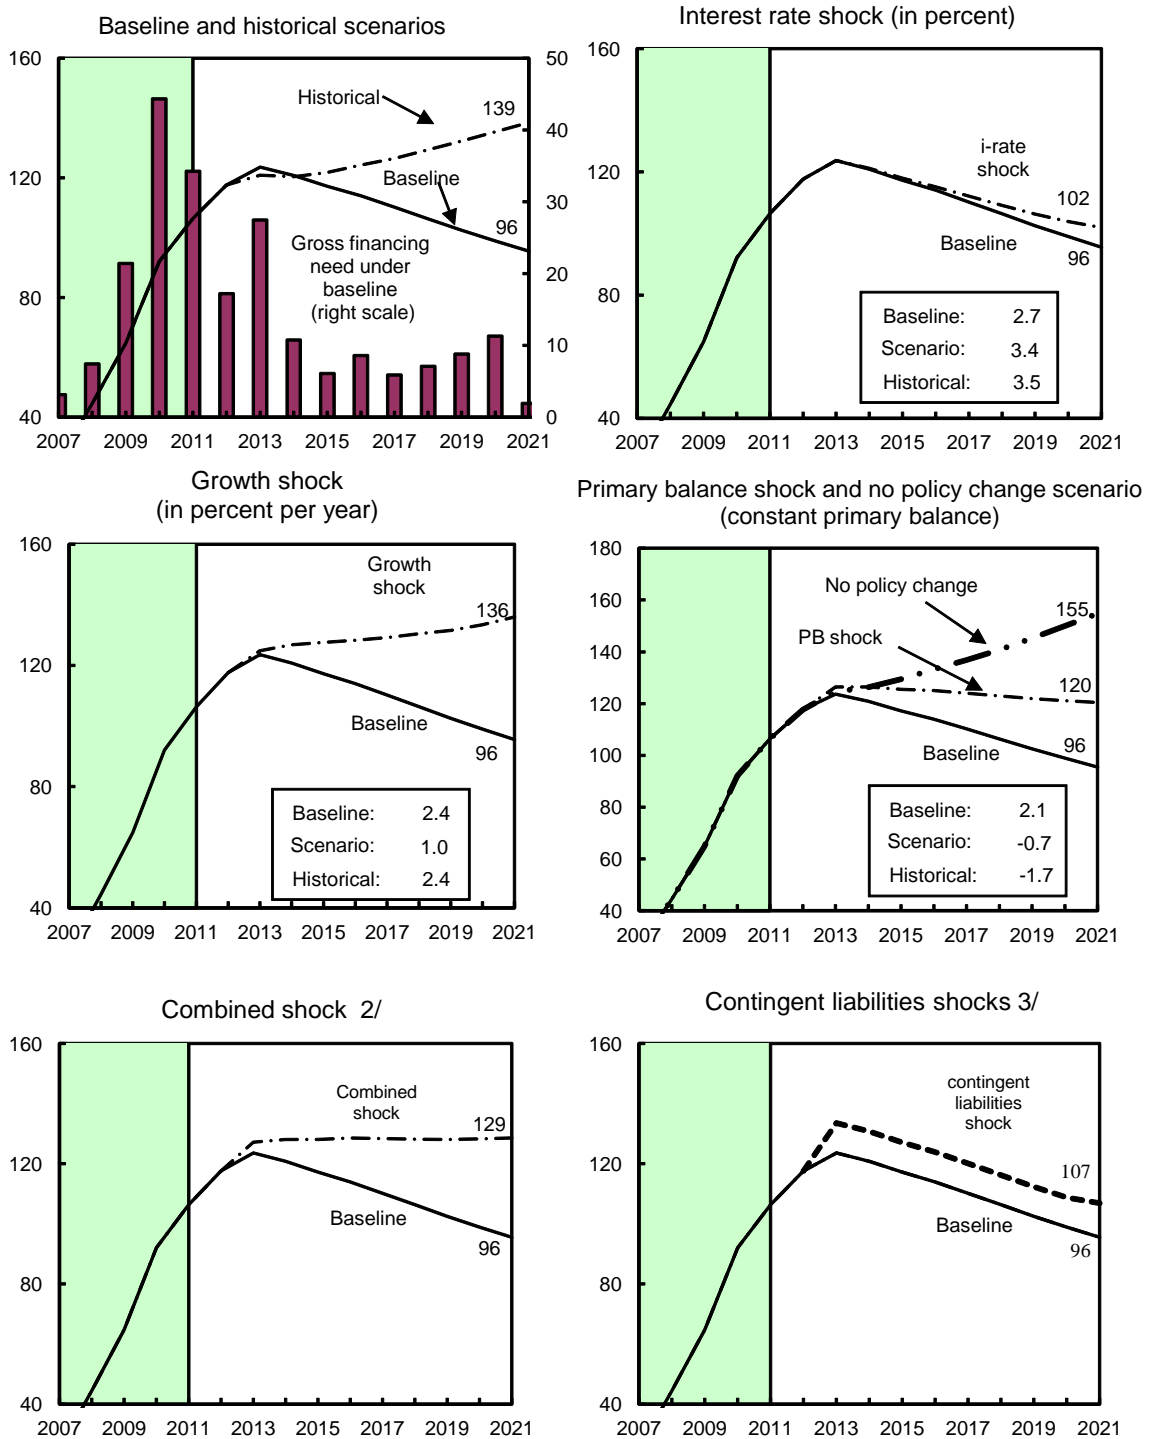 Baseline and historical scenarios
160
120
80
40
50
40
30
20
10
0
Historical
139
Baseline
96
Gross financing
need under
baseline
(right scale)
2007 2009 2011 2013 2015 2017 2019 2021
Interest rate shock (in percent)
160
120
80
40
i-rate
shock
102
Baseline
96
Baseline: 2.7
Scenario: 3.4
Historical: 3.5
2007 2009 2011 2013 2015 2017 2019 2021
Growth shock
(in percent per year)
160
120
80
40
Growth
shock
136
Baseline
96
Baseline: 2.4
Scenario: 1.0
Historical: 2.4
2007 2009 2011 2013 2015 2017 2019 2021
Primary balance shock and no policy change scenario
(constant primary balance)
180
160
140
120
100
80
60
40
No policy change
155
PB shock
120
Baseline
96
Baseline: 2.1
Scenario: -0.7
Historical: -1.7
2007 2009 2011 2013 2015 2017 2019 2021
Combined shock 2/
160
120
80
40
Combined
shock
129
Baseline
96
2007 2009 2011 2013 2015 2017 2019 2021
Contingent liabilities shocks 3/
160
120
80
40
contingent
liabilities
shock
107
Baseline
96
2007 2009 2011 2013 2015 2017 2019 2021